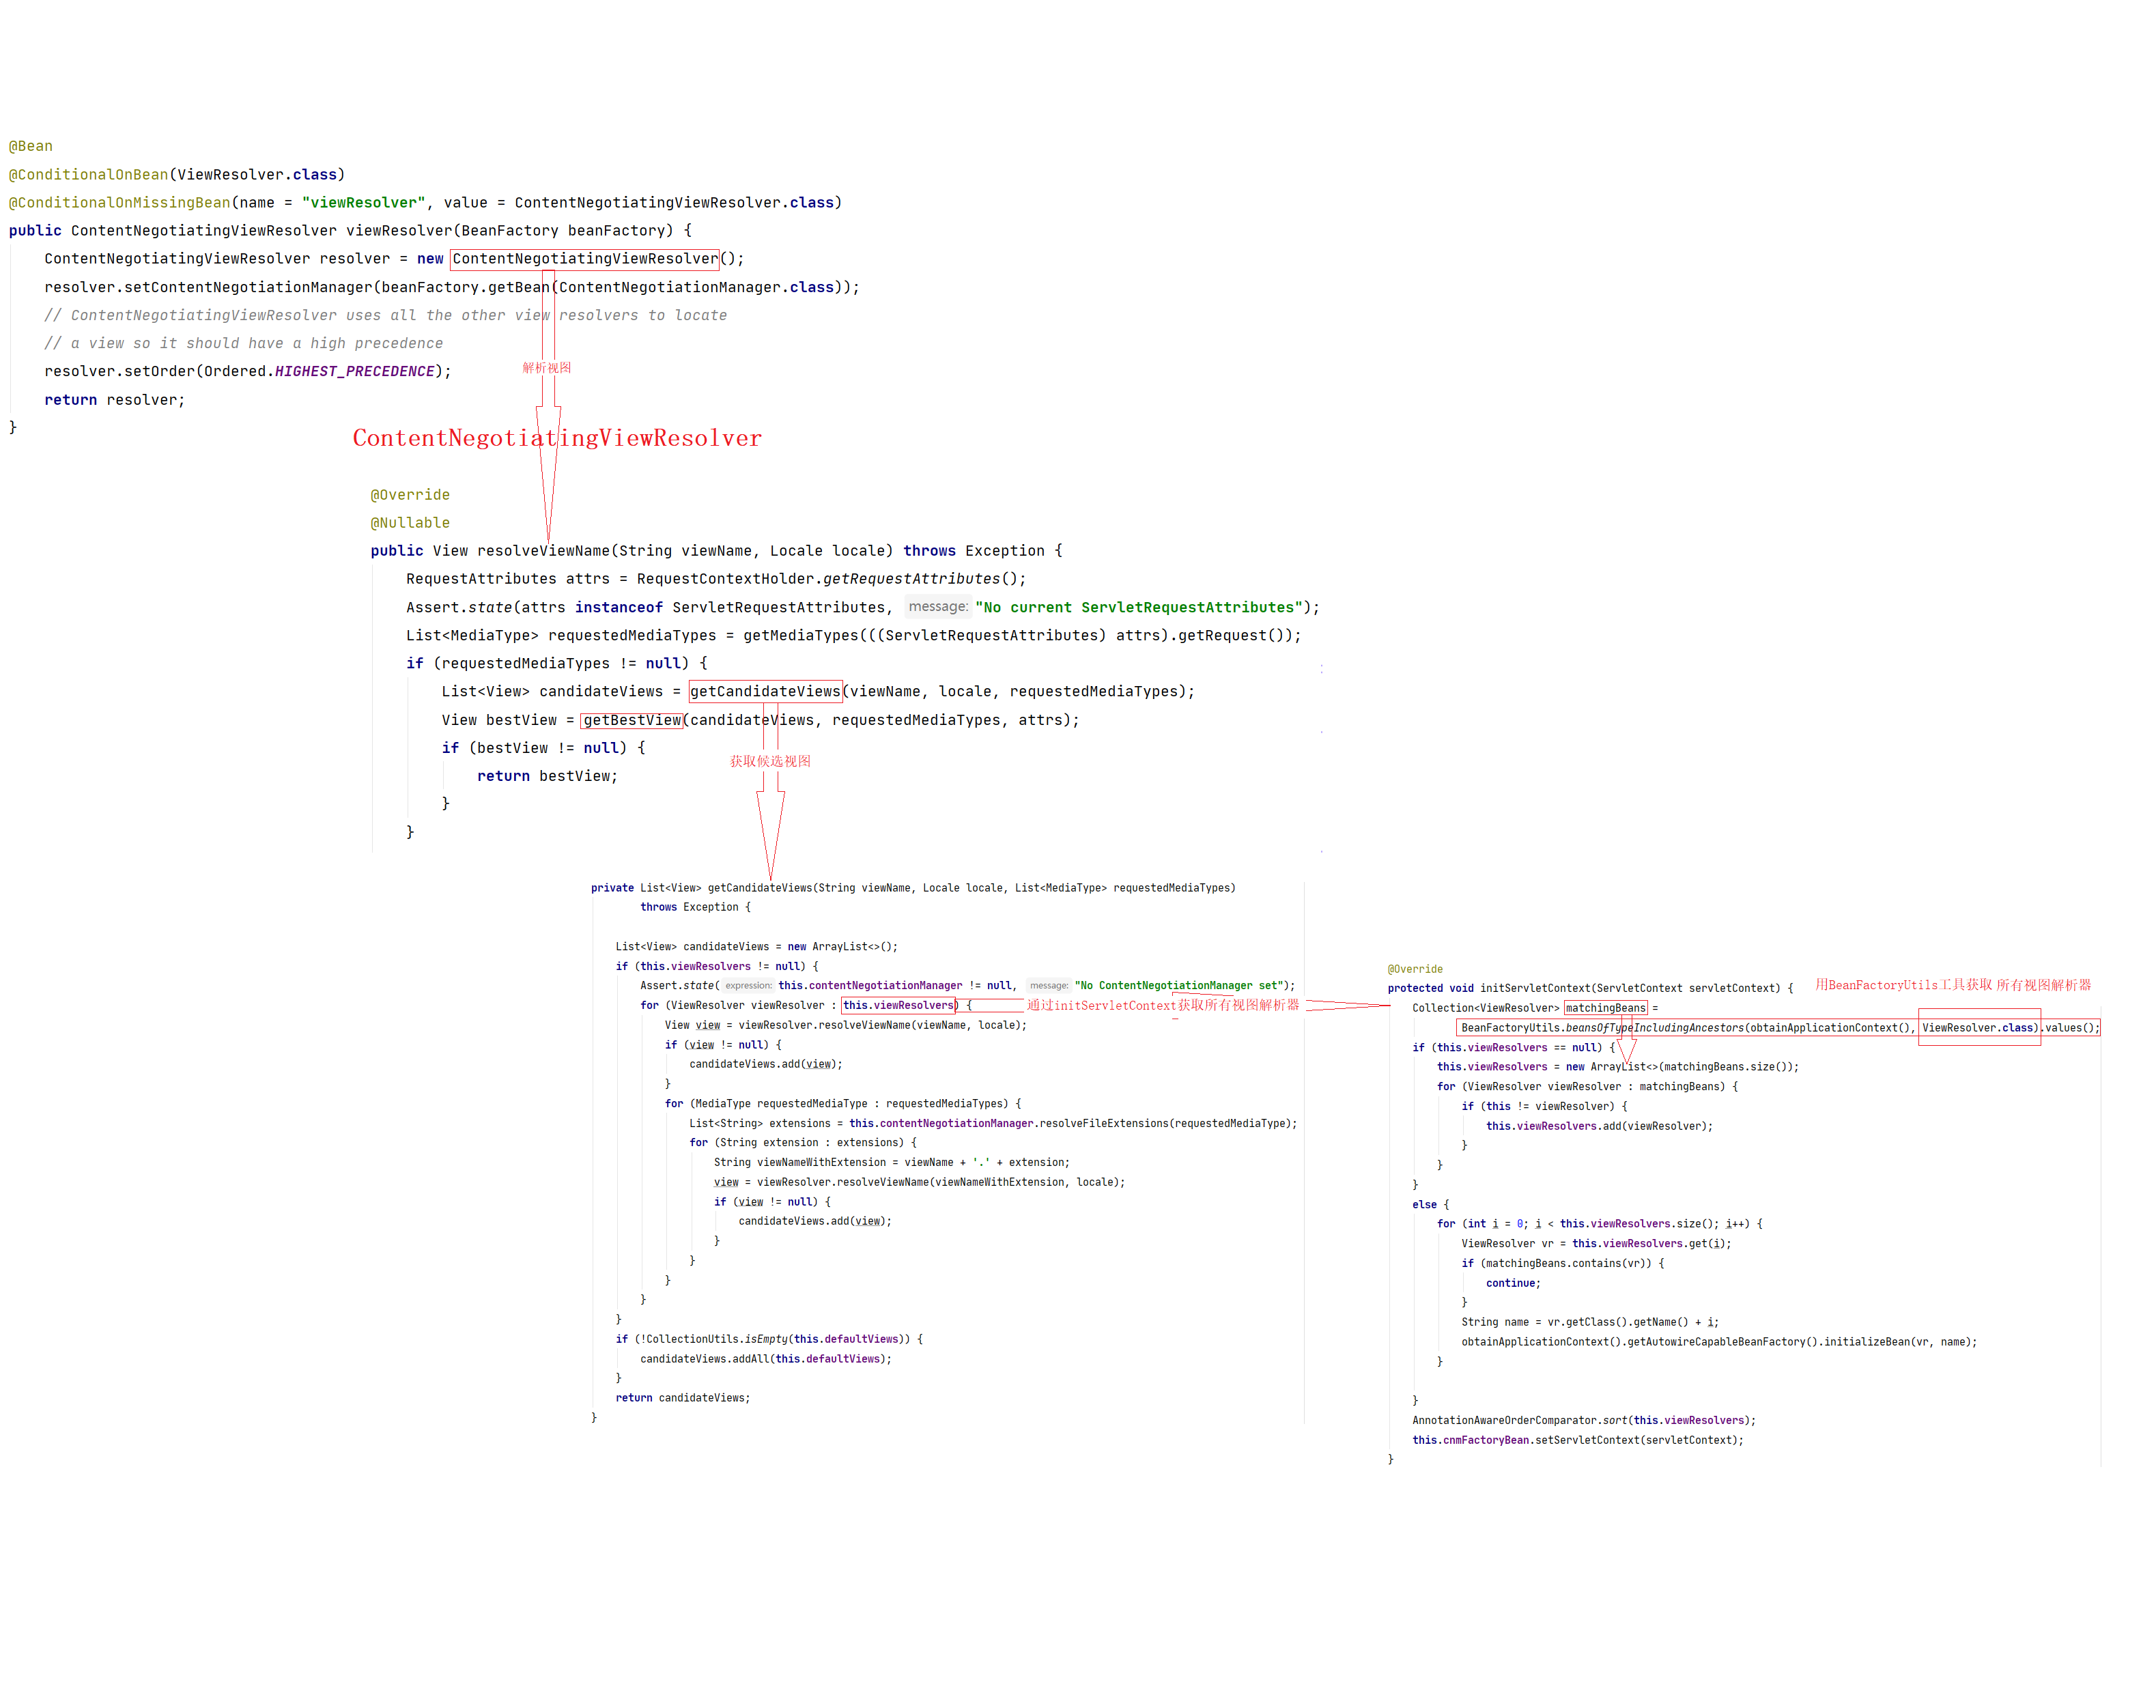 @Bean
@ConditionalOnBean(ViewResolver.class)
@ConditionalOnMissingBean(name = "viewResolver", value = ContentNegotiatingViewResolver.class)
public ContentNegotiatingViewResolver viewResolver(BeanFactory beanFactory) {
ContentNegotiatingViewResolver resolver = new ContentNegotiatingViewResolver();
resolver.setContentNegotiationManager(beanFactory.getBean(ContentNegotiationManager.class));
// ContentNegotiatingViewResolver uses all the other view resolvers to locate
// a view so it should have a high precedence
resolver.setOrder(Ordered.HIGHEST_PRECEDENCE);
return resolver;
}
解析视图
ContentNegotiatingViewResolver
@Override
@Nullable
public View resolveViewName(String viewName, Locale locale) throws Exception {
RequestAttributes attrs = RequestContextHolder.getRequestAttributes();
Assert.state(attrs instanceof ServletRequestAttributes, message: "No current ServletRequestAttributes");
List<MediaType> requestedMediaTypes = getMediaTypes(((ServletRequestAttributes) attrs).getRequest());
if (requestedMediaTypes != null) {
List<View> candidateViews = getCandidateViews(viewName, locale, requestedMediaTypes);
View bestView = getBestView(candidateViews, requestedMediaTypes, attrs);
if (bestView != null) {
return bestView;
}
}
获取候选视图
private List<View> getCandidateViews(String viewName, Locale locale, List<MediaType> requestedMediaTypes)
throws Exception {
List<View> candidateViews = new ArrayList<>();
if (this.viewResolvers != null) {
Assert.state( expression: this.contentNegotiationManager != null, message: "No ContentNegotiationManager set");
for (ViewResolver viewResolver : this.viewResolvers) {
通过initServletContext获取所有视图解析器
View view = viewResolver.resolveViewName(viewName, locale);
if (view != null) {
candidateViews.add(view);
}
for (MediaType requestedMediaType : requestedMediaTypes) {
List<String> extensions = this.contentNegotiationManager.resolveFileExtensions(requestedMediaType);
for (String extension : extensions) {
String viewNameWithExtension = viewName + '.' + extension;
view = viewResolver.resolveViewName(viewNameWithExtension, locale);
if (view != null) {
candidateViews.add(view);
}
}
}
}
}
if (!CollectionUtils.isEmpty(this.defaultViews)) {
candidateViews.addAll(this.defaultViews);
}
return candidateViews;
}
@Override
protected void initServletContext(ServletContext servletContext) {
用BeanFactoryUtils工具获取 所有视图解析器
Collection<ViewResolver> matchingBeans =
BeanFactoryUtils.beansOfTypeIncludingAncestors(obtainApplicationContext(), ViewResolver.class).values();
if (this.viewResolvers == null) {
this.viewResolvers = new ArrayList<>(matchingBeans.size());
for (ViewResolver viewResolver : matchingBeans) {
if (this != viewResolver) {
this.viewResolvers.add(viewResolver);
}
}
}
else {
for (int i = 0; i < this.viewResolvers.size(); i++) {
ViewResolver vr = this.viewResolvers.get(i);
if (matchingBeans.contains(vr)) {
continue;
}
String name = vr.getClass().getName() + i;
obtainApplicationContext().getAutowireCapableBeanFactory().initializeBean(vr, name);
}
}
AnnotationAwareOrderComparator.sort(this.viewResolvers);
this.cnmFactoryBean.setServletContext(servletContext);
}